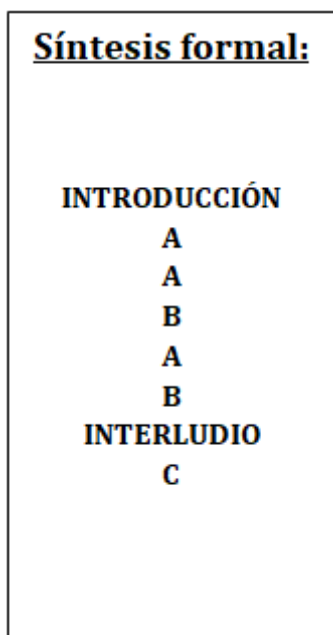 Síntesis formal:
INTRODUCCIÓN
A
A
B
A
B
INTERLUDIO
C